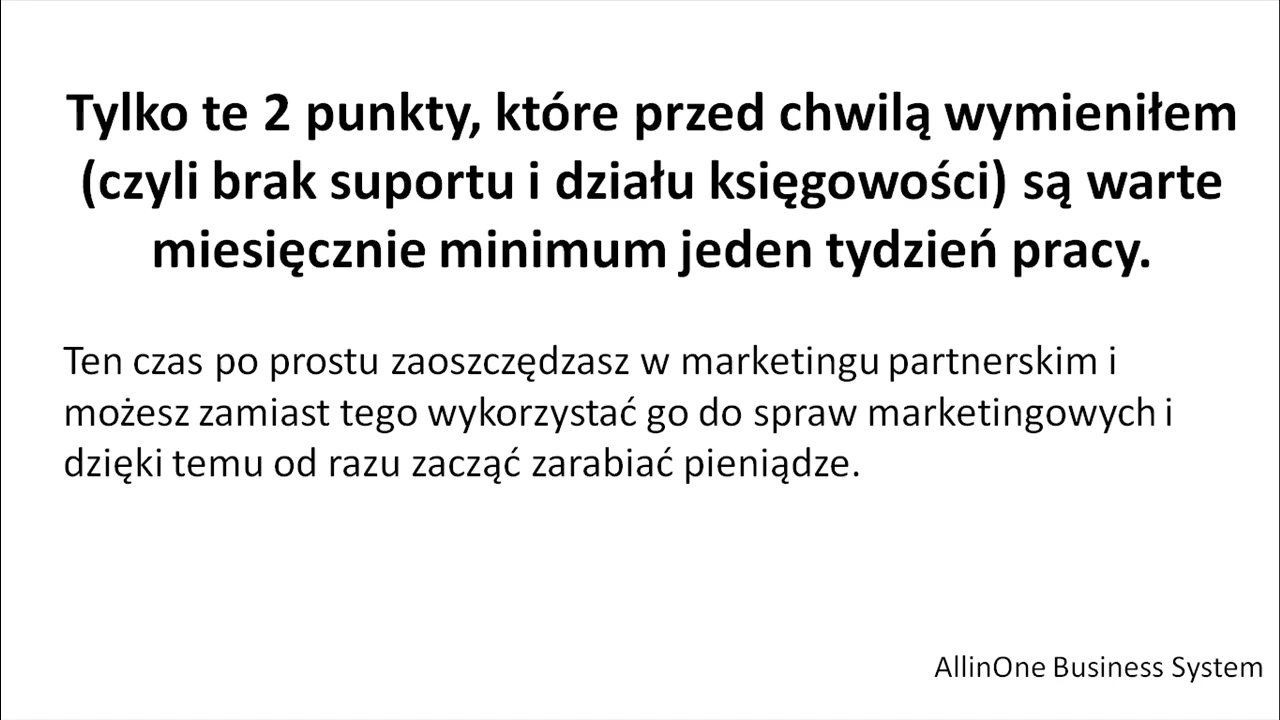 Tylko te 2 punkty, które przed chwilą wymieniłem
(czyli brak suportu i działu księgowości) są warte
miesięcznie minimum jeden tydzień pracy.
Ten czas po prostu zaoszczędzasz w marketingu partnerskim i
możesz zamiast tego wykorzystać go do spraw marketingowych i
dzięki temu od razu zacząć zarabiać pieniądze.
AllinOne Business System